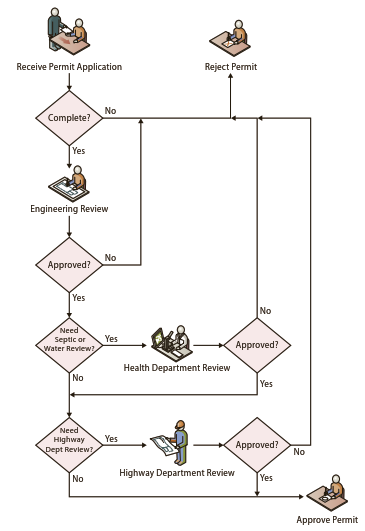 Receive Permit Application
Reject Permit
Complete?
No
Yes
Engineering Review
Approved?
No
Yes
Need
Septic or
Water Review?
Yes
No
Health Department Review
Approved?
No
Yes
Need
Highway
Dept Review?
Yes
No
Highway Department Review
Approved?
No
Yes
Approve Permit